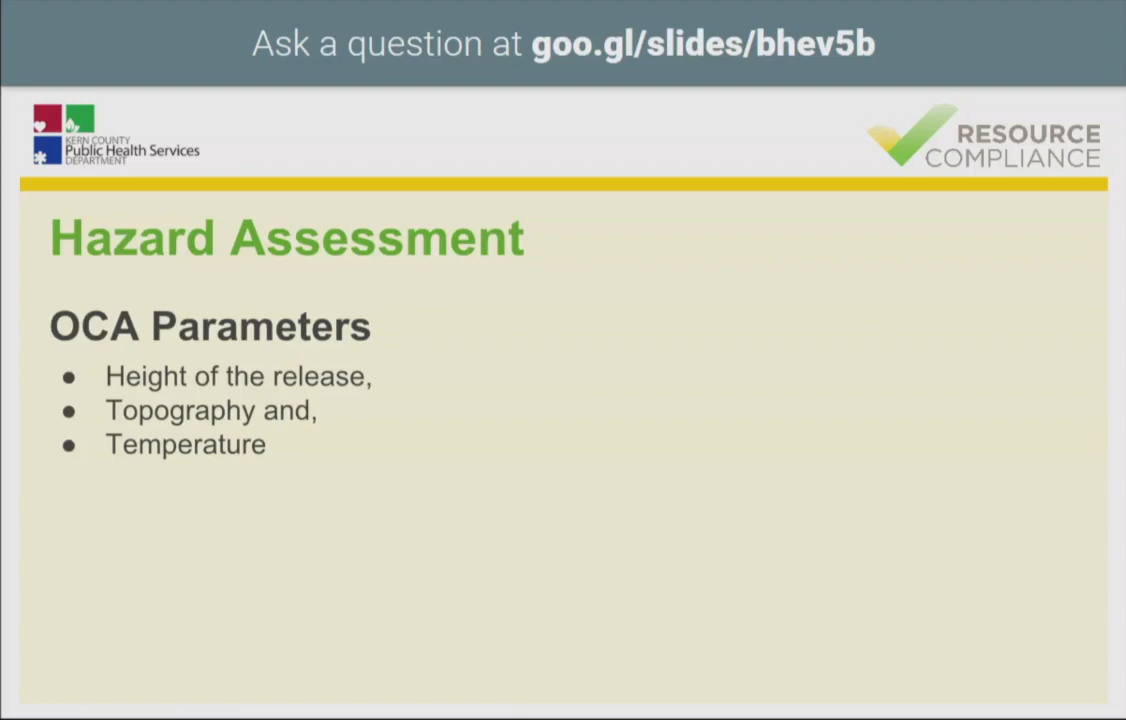 Ask a question at goo.gl/slides/bhev5b
KERN COUNTY
Public Health Services
DEPARTMENT
RESOURCE
COMPLIANCE
Hazard Assessment
OCA Parameters
● Height of the release,
● Topography and,
● Temperature